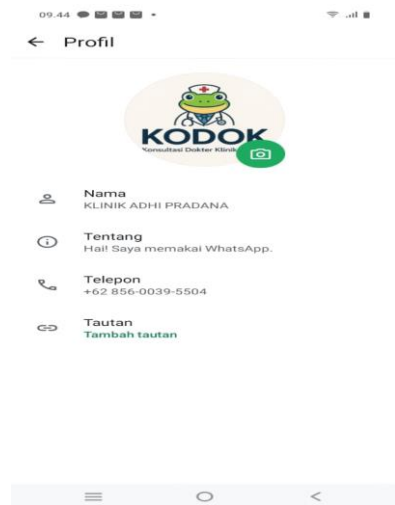 09.44
Profil
KODOK
Konsultasi Dokter Klinik
Nama
KLINIK ADHI PRADANA
Tentang
Hai! Saya memakai WhatsApp.
Telepon
+62 856-0039-5504
Tautan
Tambah tautan